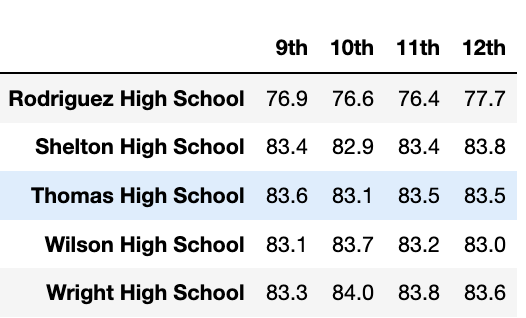 9th 10th 11th 12th
Rodriguez High School 76.9 76.6 76.4 77.7
Shelton High School 83.4 82.9 83.4 83.8
Thomas High School 83.6 83.1 83.5 83.5
Wilson High School 83.1 83.7 83.2 83.0
Wright High School 83.3 84.0 83.8 83.6